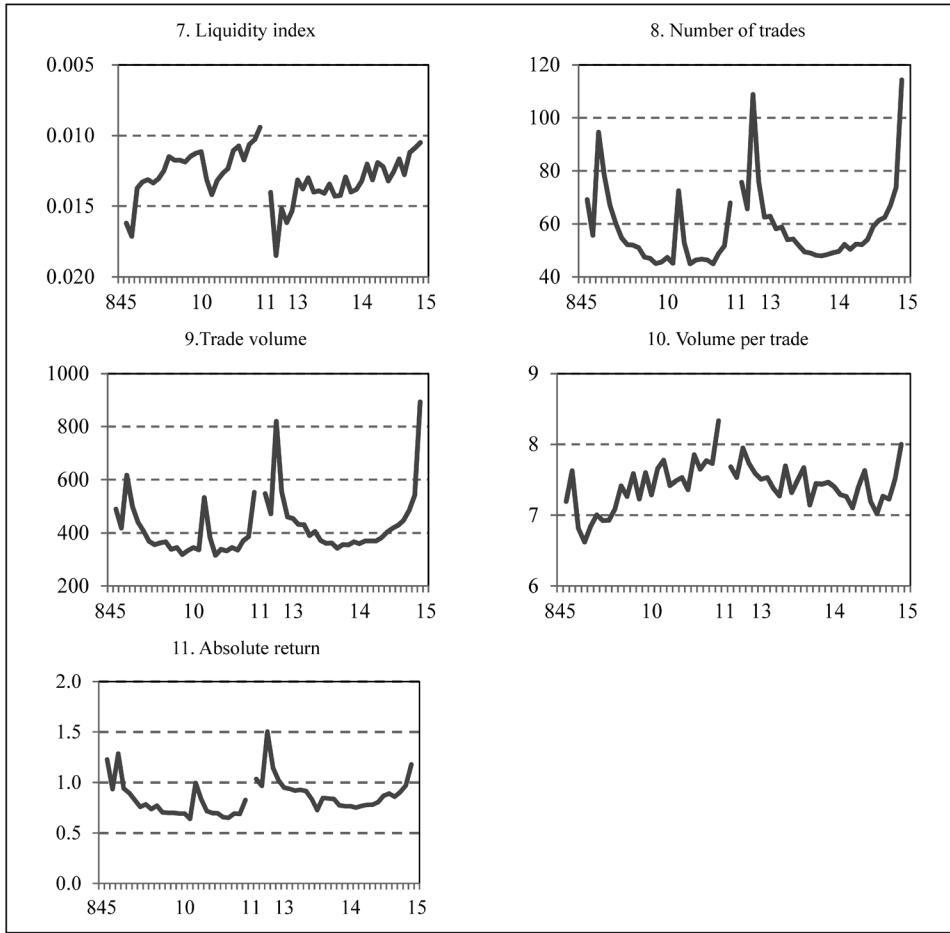 7. Liquidity index
0.005
0.010
0.015
0.020
845 10 11 13 14 15
8. Number of trades
120
100
80
60
40
845 10 11 13 14 15
9.Trade volume
1000
800
600
400
200
845 10 11 13 14 15
10. Volume per trade
9
8
7
6
845 10 11 13 14 15
11. Absolute return
2.0
1.5
1.0
0.5
0.0
845 10 11 13 14 15